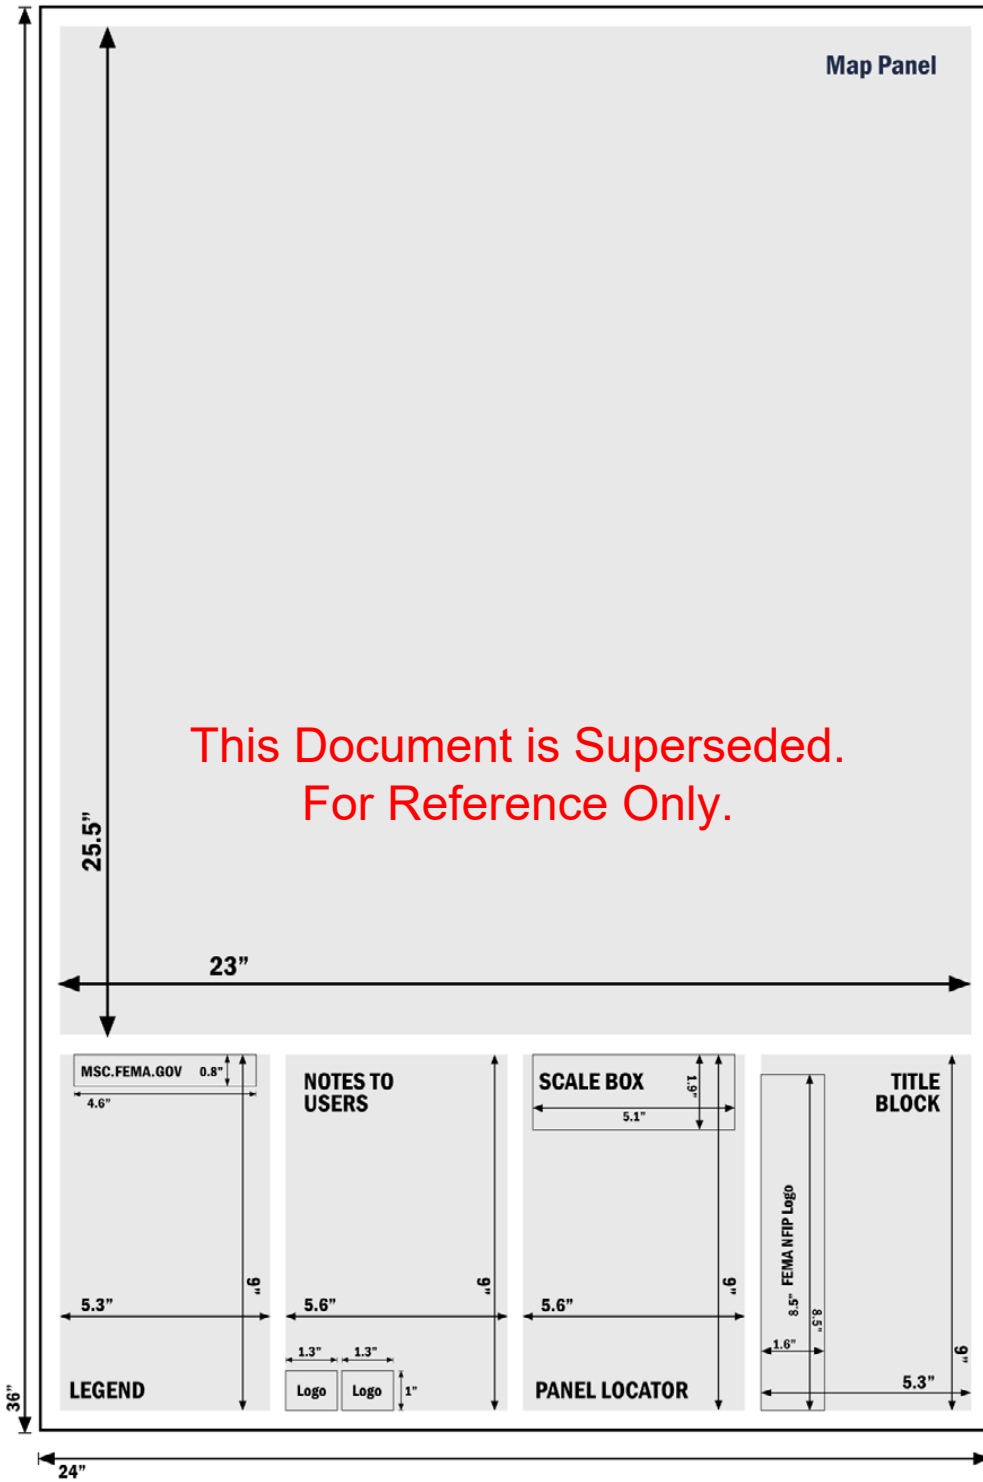 Map Panel
This Document is Superseded.
For Reference Only.
25.5”
23”
MSC.FEMA.GOV 0.8”
4.6”
NOTES TO
USERS
SCALE BOX
1.9”
5.1”
TITLE
BLOCK
8.5” FEMA NFIP Logo
8.5”
9”
5.3”
9”
5.6”
9”
5.6”
1.6”
9”
5.3”
1.3” 1.3”
Logo Logo 1”
LEGEND
PANEL LOCATOR
36”
24”